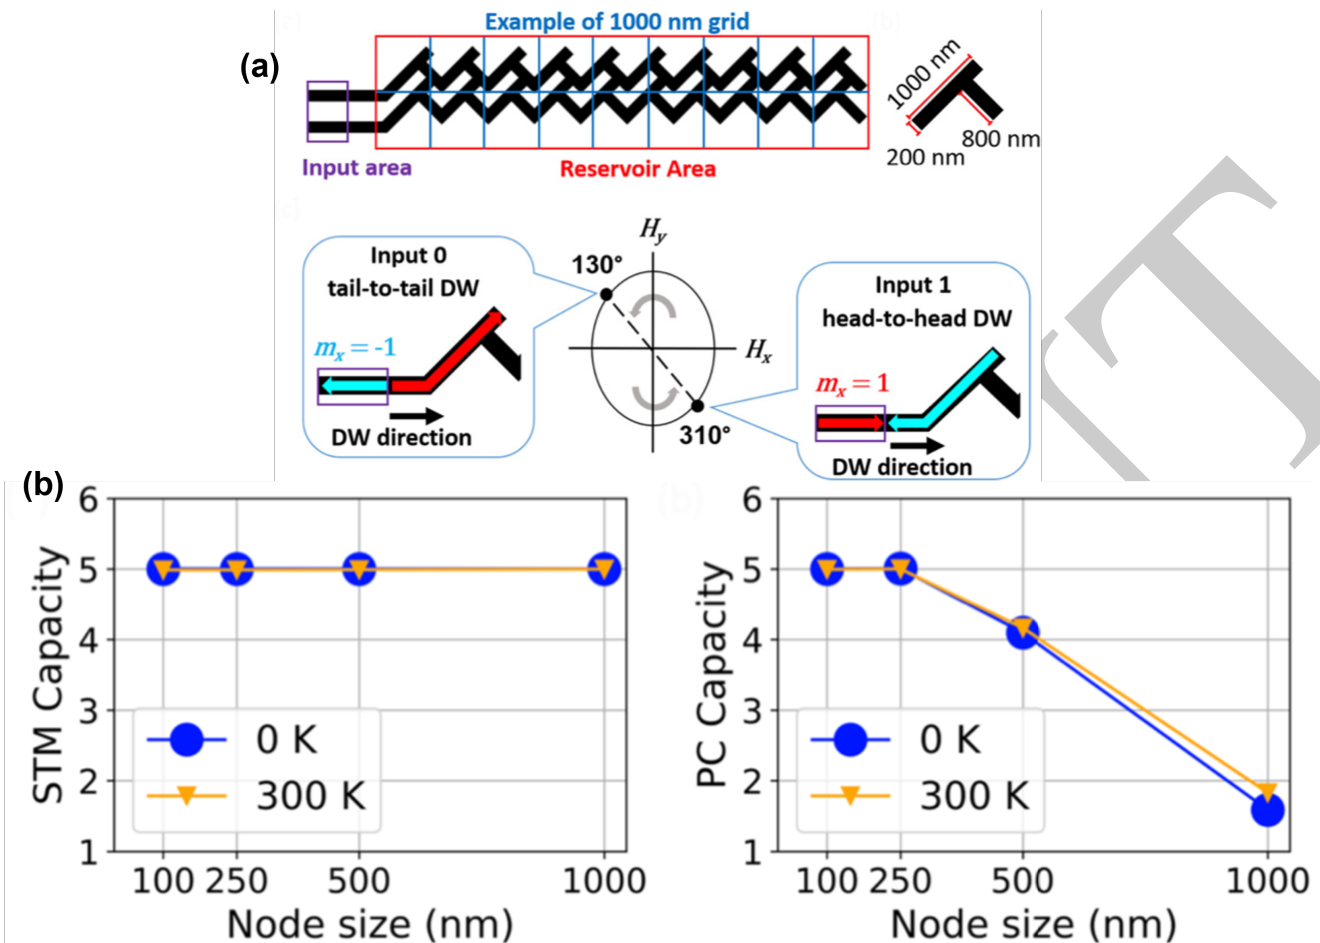 Example of 1000 nm grid
(a)
1000 nm
800 nm
200 nm
Input area
Reservoir Area
Input 0
tail-to-tail DW
mx = -1
DW direction
Hy
130°
Hx
310°
Input 1
head-to-head DW
mx = 1
DW direction
(b)
6
5
4
3
2
1
STM Capacity
0 K
300 K
100 250 500 1000
Node size (nm)
(b)
6
5
4
3
2
1
PC Capacity
0 K
300 K
100 250 500 1000
Node size (nm)
T